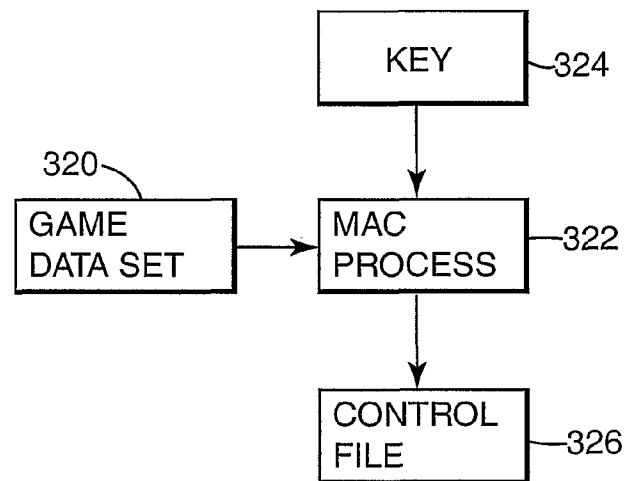 KEY
324
320
GAME
DATA SET
MAC
PROCESS
322
CONTROL
FILE
326